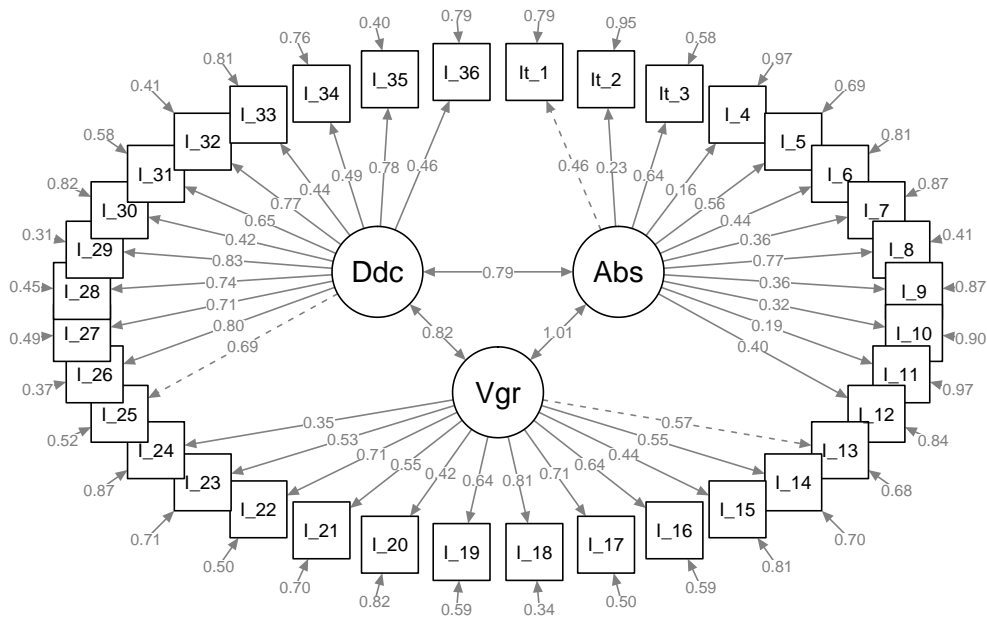 0.79 0.79
0.40 0.95
0.76 0.58
0.81 0.97
0.41 0.69
0.58 0.81
0.82 0.87
0.31 0.41
0.45 0.87
0.49 0.90
0.37 0.97
0.52 0.84
0.87 0.68
0.71 0.70
0.50 0.81
0.70 0.59
0.82 0.50
0.59 0.34
I_36 It_1
I_35 It_2
I_34 It_3
I_33 I_4
I_32 I_5
I_31 I_6
I_30 I_7
I_29 I_8
I_28 I_9
I_27 I_10
I_26 I_11
I_25 I_12
I_24 I_13
I_23 I_14
I_22 I_15
I_21 I_16
I_20 I_17
I_19 I_18
0.46 0.46
0.78 0.23
0.49 0.64
0.44 0.16
0.77 0.56
0.65 0.44
0.42 0.36
0.83 0.77
0.74 0.36
0.71 0.32
0.80 0.19
0.69 0.40
Ddc 0.79 Abs
0.82 1.01
Vgr
0.35 0.57
0.53 0.55
0.71 0.44
0.55 0.64
0.42 0.71
0.64 0.81